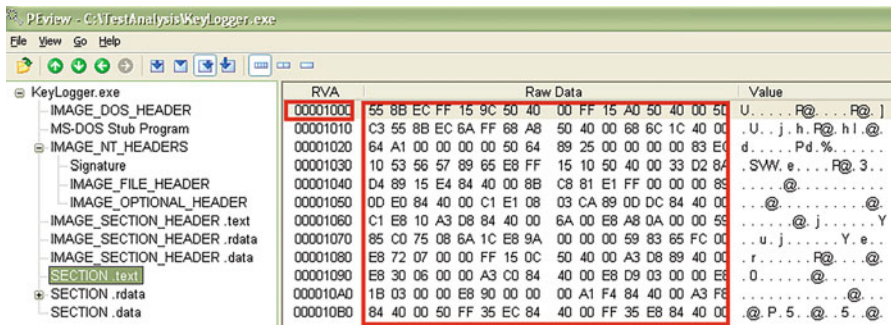 PEview - C:\TestAnalysis\KeyLogger.exe
File View Go Help
KeyLogger.exe
IMAGE_DOS_HEADER
MS-DOS Stub Program
IMAGE_NT_HEADERS
Signature
IMAGE_FILE_HEADER
IMAGE_OPTIONAL_HEADER
IMAGE_SECTION_HEADER .text
IMAGE_SECTION_HEADER .rdata
IMAGE_SECTION_HEADER .data
SECTION .text
SECTION .rdata
SECTION .data
RVA Raw Data Value
00001000 55 8B EC FF 15 9C 50 40 00 FF 15 A0 50 40 00 5D U......P@....P@.]
00001010 C3 55 8B EC 6A FF 68 A8 50 40 00 68 6C 1C 40 00 .U..j.h.P@.hl.@.
00001020 64 A1 00 00 00 00 50 64 89 25 00 00 00 00 83 EC d.....Pd.%......
00001030 10 53 56 57 89 65 E8 FF 15 10 50 40 00 33 D2 8A .SVW.e....P@.3..
00001040 D4 89 15 E4 84 40 00 8B C8 81 E1 FF 00 00 00 89 .....@..........
00001050 0D E0 84 40 00 C1 E1 08 03 CA 89 0D DC 84 40 00 ...@..........@.
00001060 C1 E8 10 A3 D8 84 40 00 6A 00 E8 A8 0A 00 00 59 ......@.j......Y
00001070 85 C0 75 08 6A 1C E8 9A 00 00 00 59 83 65 FC 00 ..u.j......Y.e..
00001080 E8 72 07 00 00 FF 15 0C 50 40 00 A3 D8 89 40 00 .r......P@....@.
00001090 E8 30 06 00 00 A3 C0 84 40 00 E8 D9 03 00 00 E8 .0......@.......
000010A0 1B 03 00 00 E8 90 00 00 00 A1 F4 84 40 00 A3 F8 ............@...
000010B0 84 40 00 50 FF 35 EC 84 40 00 FF 35 E8 84 40 00 .@.P.5..@..5..@.